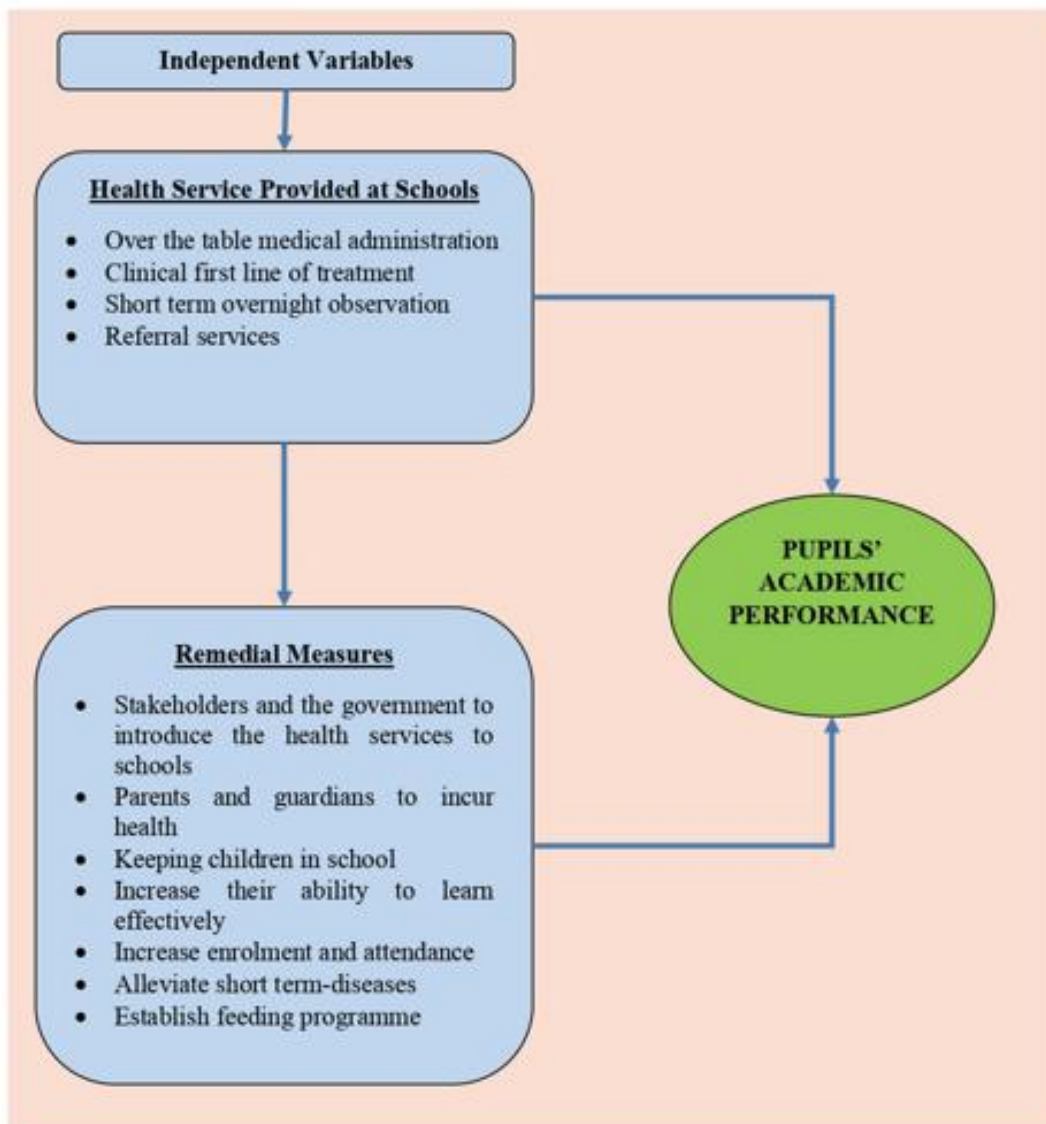 Independent Variables
Health Service Provided at Schools
• Over the table medical administration
• Clinical first line of treatment
• Short term overnight observation
• Referral services
PUPILS’
ACADEMIC
PERFORMANCE
Remedial Measures
• Stakeholders and the government to
introduce the health services to
schools
• Parents and guardians to incur
health
• Keeping children in school
• Increase their ability to learn
effectively
• Increase enrolment and attendance
• Alleviate short term-diseases
• Establish feeding programme